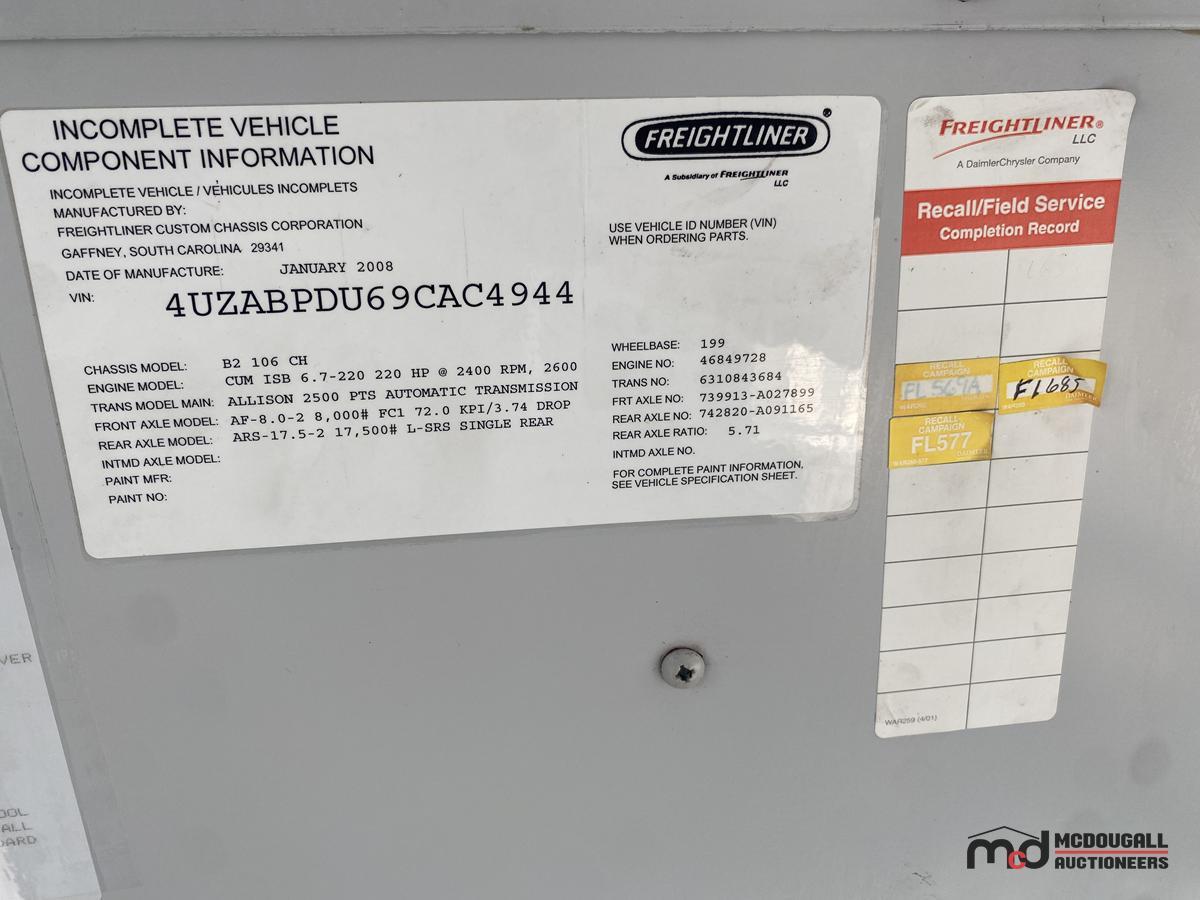 INCOMPLETE VEHICLE
COMPONENT INFORMATION
INCOMPLETE VEHICLE / VÉHICULES INCOMPLETS
MANUFACTURED BY:
FREIGHTLINER CUSTOM CHASSIS CORPORATION
GAFFNEY, SOUTH CAROLINA 29341
DATE OF MANUFACTURE: JANUARY 2008
VIN: 4UZABPDU69CAC4944
CHASSIS MODEL: B2 106 CH
ENGINE MODEL: CUM ISB 6.7-220 220 HP @ 2400 RPM, 2600
TRANS MODEL MAIN: ALLISON 2500 PTS AUTOMATIC TRANSMISSION
FRONT AXLE MODEL: AF-8.0-2 8,000# FC1 72.0 KPI/3.74 DROP
REAR AXLE MODEL: ARS-17.5-2 17,500# L-SRS SINGLE REAR
INTMD AXLE MODEL:
PAINT MFR:
PAINT NO:
FREIGHTLINER®
A Subsidiary of FREIGHTLINER
LLC
USE VEHICLE ID NUMBER (VIN)
WHEN ORDERING PARTS.
WHEELBASE: 199
ENGINE NO: 46849728
TRANS NO: 6310843684
FRT AXLE NO: 739913-A027899
REAR AXLE NO: 742820-A091165
REAR AXLE RATIO: 5.71
INTMD AXLE NO.
FOR COMPLETE PAINT INFORMATION,
SEE VEHICLE SPECIFICATION SHEET.
FREIGHTLINER®
LLC
A DaimlerChrysler Company
Recall/Field Service
Completion Record
RECALL
CAMPAIGN
FL569A
RECALL
CAMPAIGN
FL685
DAIMLER
RECALL
CAMPAIGN
FL577
DAIMLER
WAR259 (4/01)
VER
OOL
ALL
OARD
mcd MCDOUGALL
AUCTIONEERS